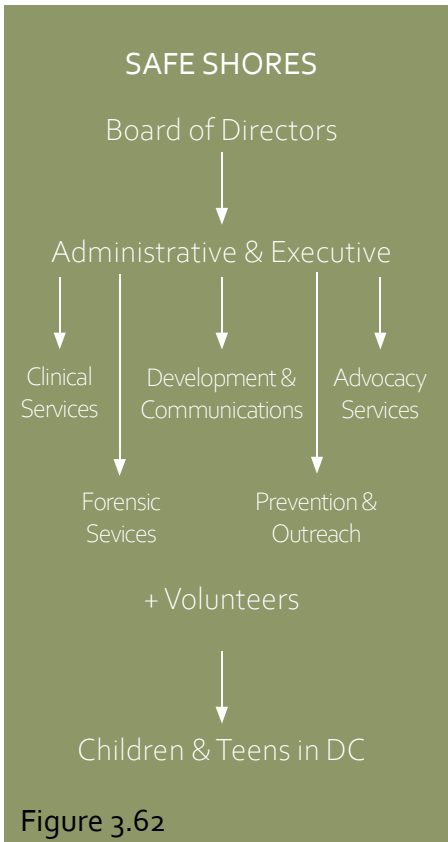 SAFE SHORES
Board of Directors
Administrative & Executive
Clinical
Services
Development &
Communications
Advocacy
Services
Forensic
Sevices
Prevention &
Outreach
+ Volunteers
Children & Teens in DC
Figure 3.62